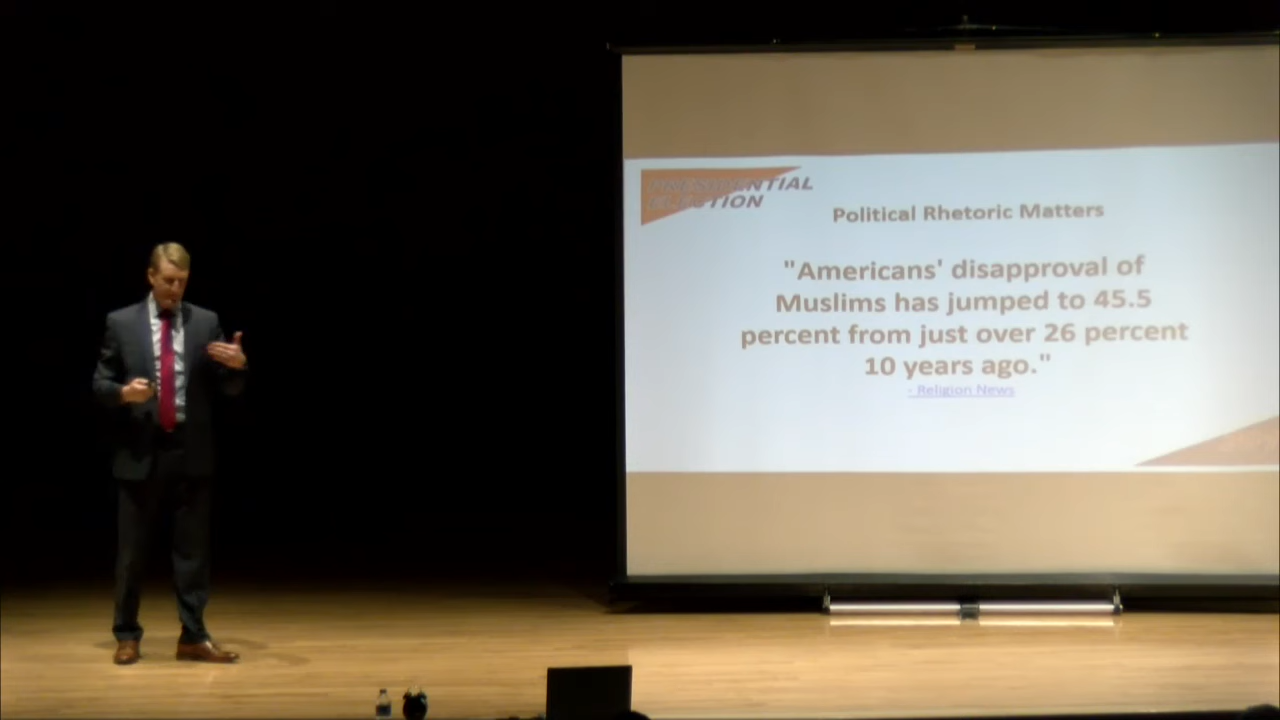 PRESIDENTIAL
ELECTION
Political Rhetoric Matters
"Americans' disapproval of
Muslims has jumped to 45.5
percent from just over 26 percent
10 years ago."
- Religion News